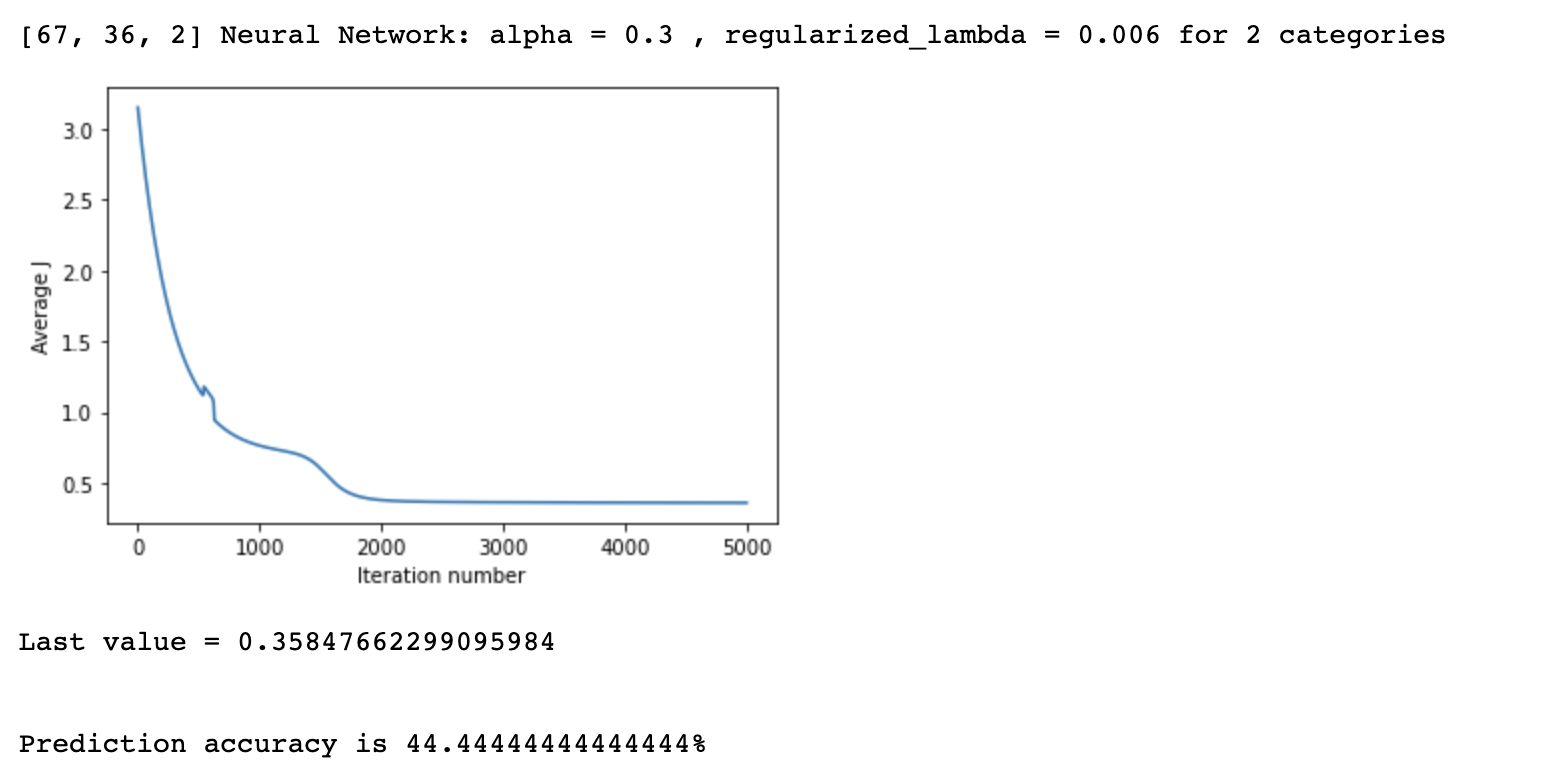 [67, 36, 2] Neural Network: alpha = 0.3 , regularized_lambda = 0.006 for 2 categories
3.0
2.5
2.0
1.5
1.0
0.5
Average J
0 1000 2000 3000 4000 5000
Iteration number
Last value = 0.35847662299095984
Prediction accuracy is 44.44444444444444%